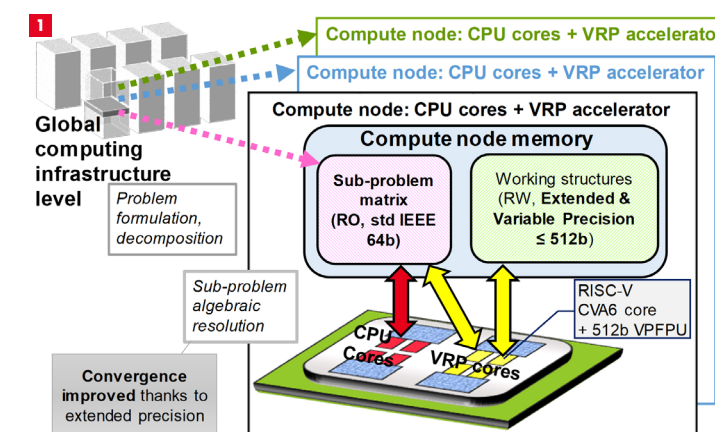 1
Compute node: CPU cores + VRP accelerato
Compute node: CPU cores + VRP accelerator
Compute node: CPU cores + VRP accelerator
Global
computing
infrastructure
level
Compute node memory
Sub-problem
matrix
(RO, std IEEE
64b)
Working structures
(RW, Extended &
Variable Precision
≤ 512b)
Problem
formulation,
decomposition
Sub-problem
algebraic
resolution
RISC-V
CVA6 core
+ 512b VPFPU
CPU
Cores
VRP cores
Convergence
improved thanks to
extended precision